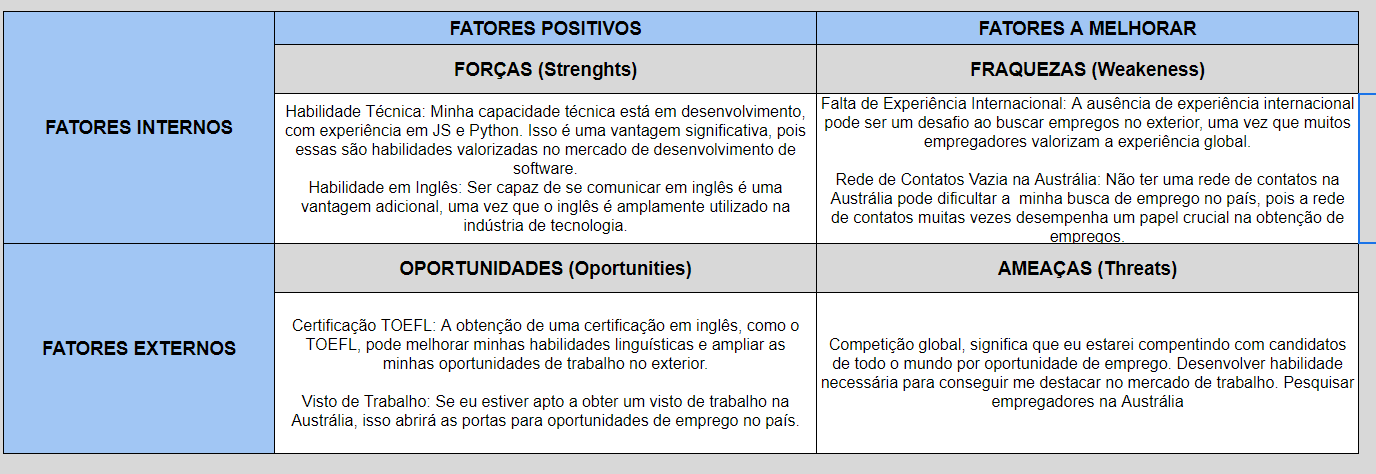 FATORES POSITIVOS
FATORES A MELHORAR
FATORES INTERNOS
FORÇAS (Strenghts)
FRAQUEZAS (Weakeness)
Habilidade Técnica: Minha capacidade técnica está em desenvolvimento,
com experiência em JS e Python. Isso é uma vantagem significativa, pois
essas são habilidades valorizadas no mercado de desenvolvimento de
software.
Habilidade em Inglês: Ser capaz de se comunicar em inglês é uma
vantagem adicional, uma vez que o inglês é amplamente utilizado na
indústria de tecnologia.
Falta de Experiência Internacional: A ausência de experiência internacional
pode ser um desafio ao buscar empregos no exterior, uma vez que muitos
empregadores valorizam a experiência global.
Rede de Contatos Vazia na Austrália: Não ter uma rede de contatos na
Austrália pode dificultar a  minha busca de emprego no país, pois a rede
de contatos muitas vezes desempenha um papel crucial na obtenção de
empregos.
FATORES EXTERNOS
OPORTUNIDADES (Oportunities)
AMEAÇAS (Threats)
Certificação TOEFL: A obtenção de uma certificação em inglês, como o
TOEFL, pode melhorar minhas habilidades linguísticas e ampliar as
minhas oportunidades de trabalho no exterior.
Visto de Trabalho: Se eu estiver apto a obter um visto de trabalho na
Austrália, isso abrirá as portas para oportunidades de emprego no país.
Competição global, significa que eu estarei compentindo com candidatos
de todo o mundo por oportunidade de emprego. Desenvolver habilidade
necessária para conseguir me destacar no mercado de trabalho. Pesquisar
empregadores na Austrália